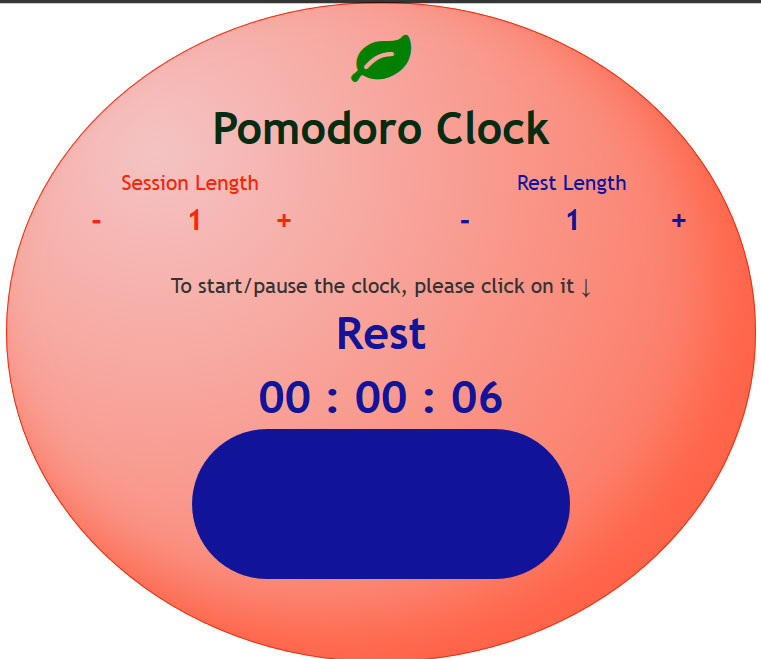 Pomodoro Clock
Session Length Rest Length
- 1 + - 1 +
To start/pause the clock, please click on it ↓
Rest
00 : 00 : 06